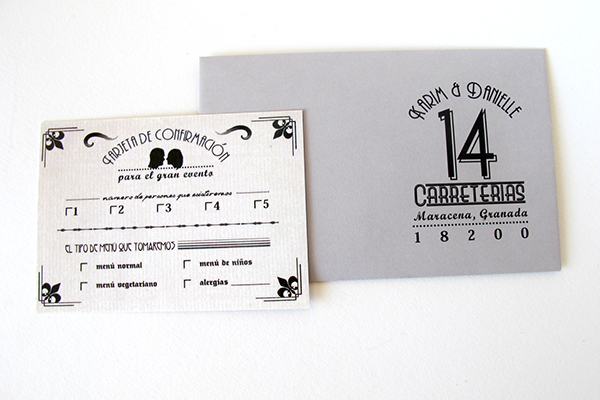 TARJETA DE CONFIRMACIÓN
para el gran evento
número de personas que asistiremos
1 2 3 4 5
EL TIPO DE MENÚ QUE TOMAREMOS
menú normal menú de niños
menú vegetariano alergias
KARIM & DANIELLE
14
CARRETERIAS
Maracena, Granada
18200